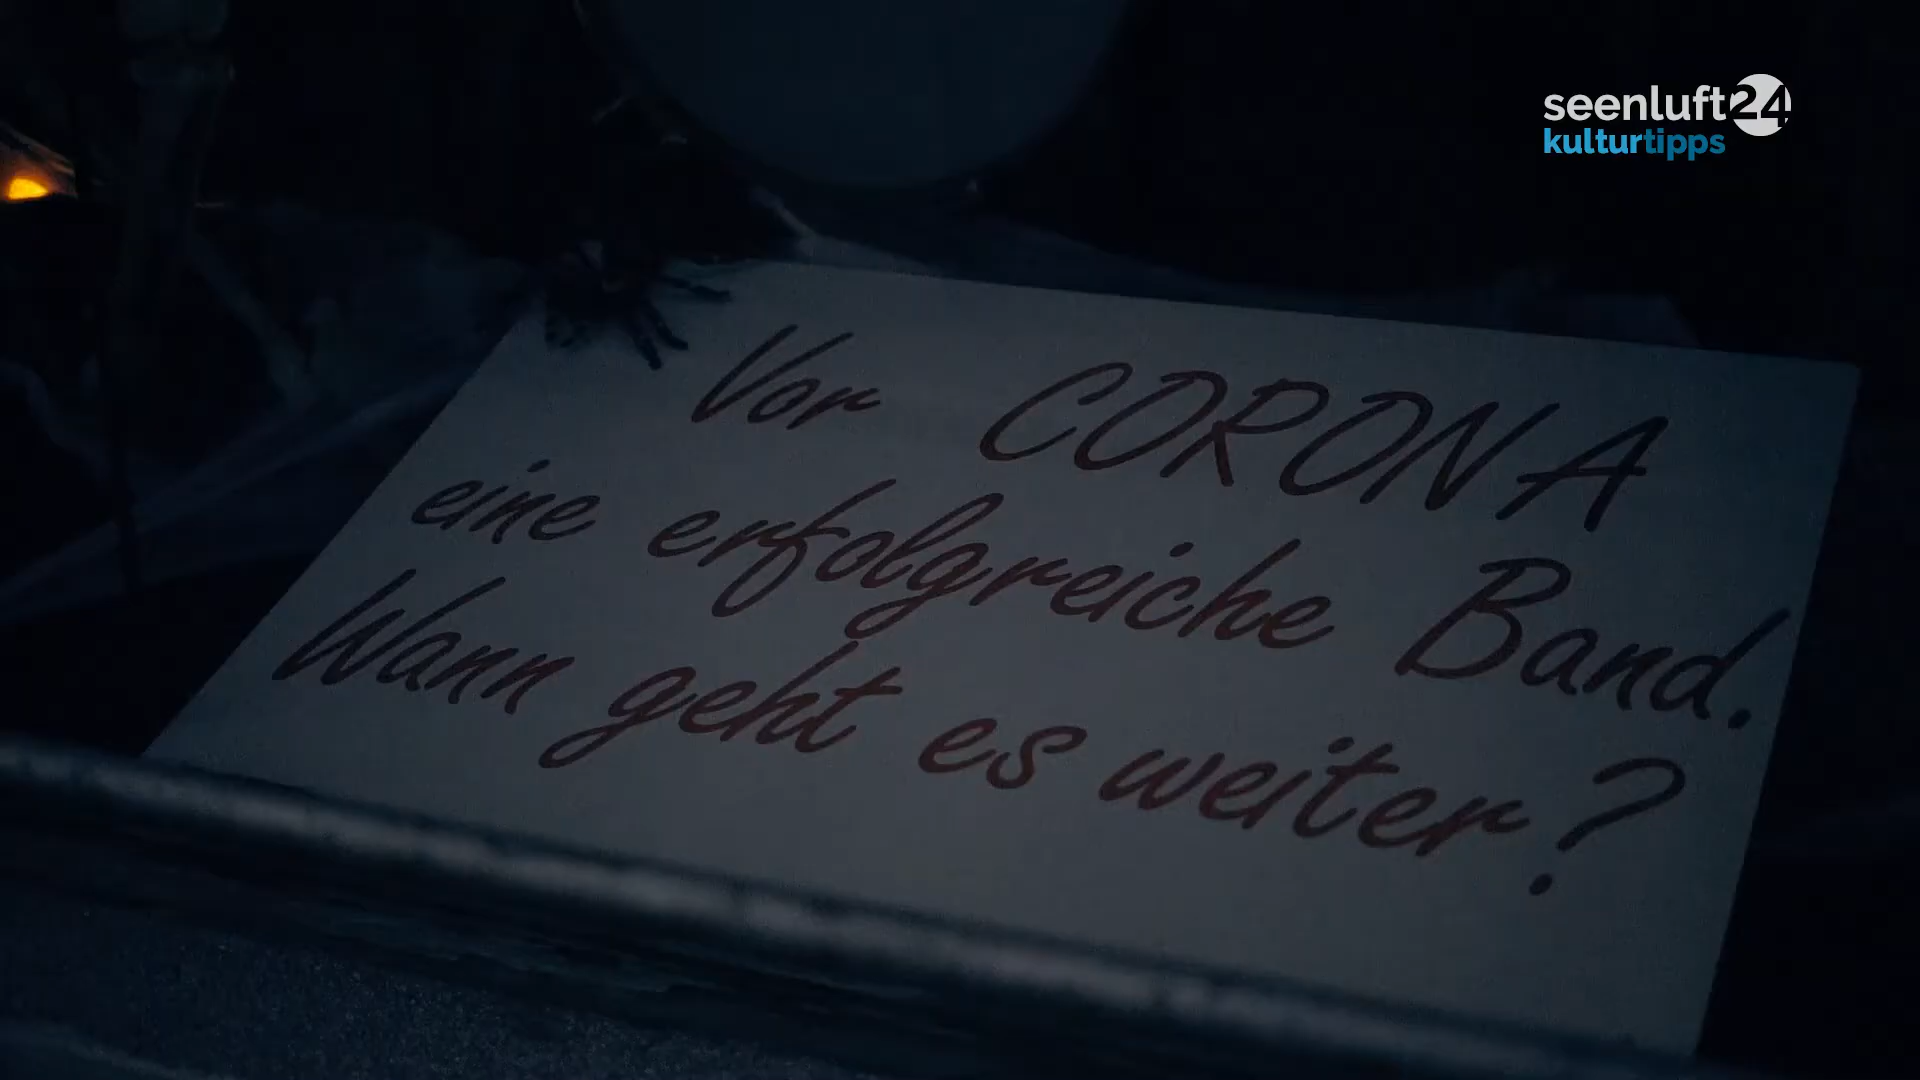 seenluft24
kulturtipps
Vor CORONA
eine erfolgreiche Band.
Wann geht es weiter?